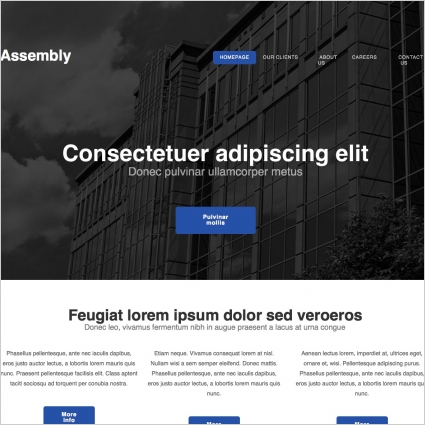 Assembly
HOMEPAGE
OUR CLIENTS
ABOUT
US
CAREERS
CONTACT
US
Consectetuer adipiscing elit
Donec pulvinar ullamcorper metus
Pulvinar
mollis
Feugiat lorem ipsum dolor sed veroeros
Donec leo, vivamus fermentum nibh in augue praesent a lacus at urna congue
Phasellus pellentesque, ante nec iaculis dapibus,
eros justo auctor lectus, a lobortis lorem mauris quis
nunc. Praesent pellentesque facilisis elit. Class aptent
taciti sociosqu ad torquent per conubia nostra.
More
Info
Etiam neque. Vivamus consequat lorem at nisl.
Nullam wisi a sem semper eleifend. Donec mattis.
Phasellus pellentesque, ante nec iaculis dapibus,
eros justo auctor lectus, a lobortis lorem mauris quis
nunc.
More
Aenean lectus lorem, imperdiet at, ultrices eget,
ornare et, wisi. Pellentesque adipiscing purus.
Phasellus pellentesque, ante nec iaculis dapibus,
eros justo auctor lectus, a lobortis lorem mauris quis
nunc.
More